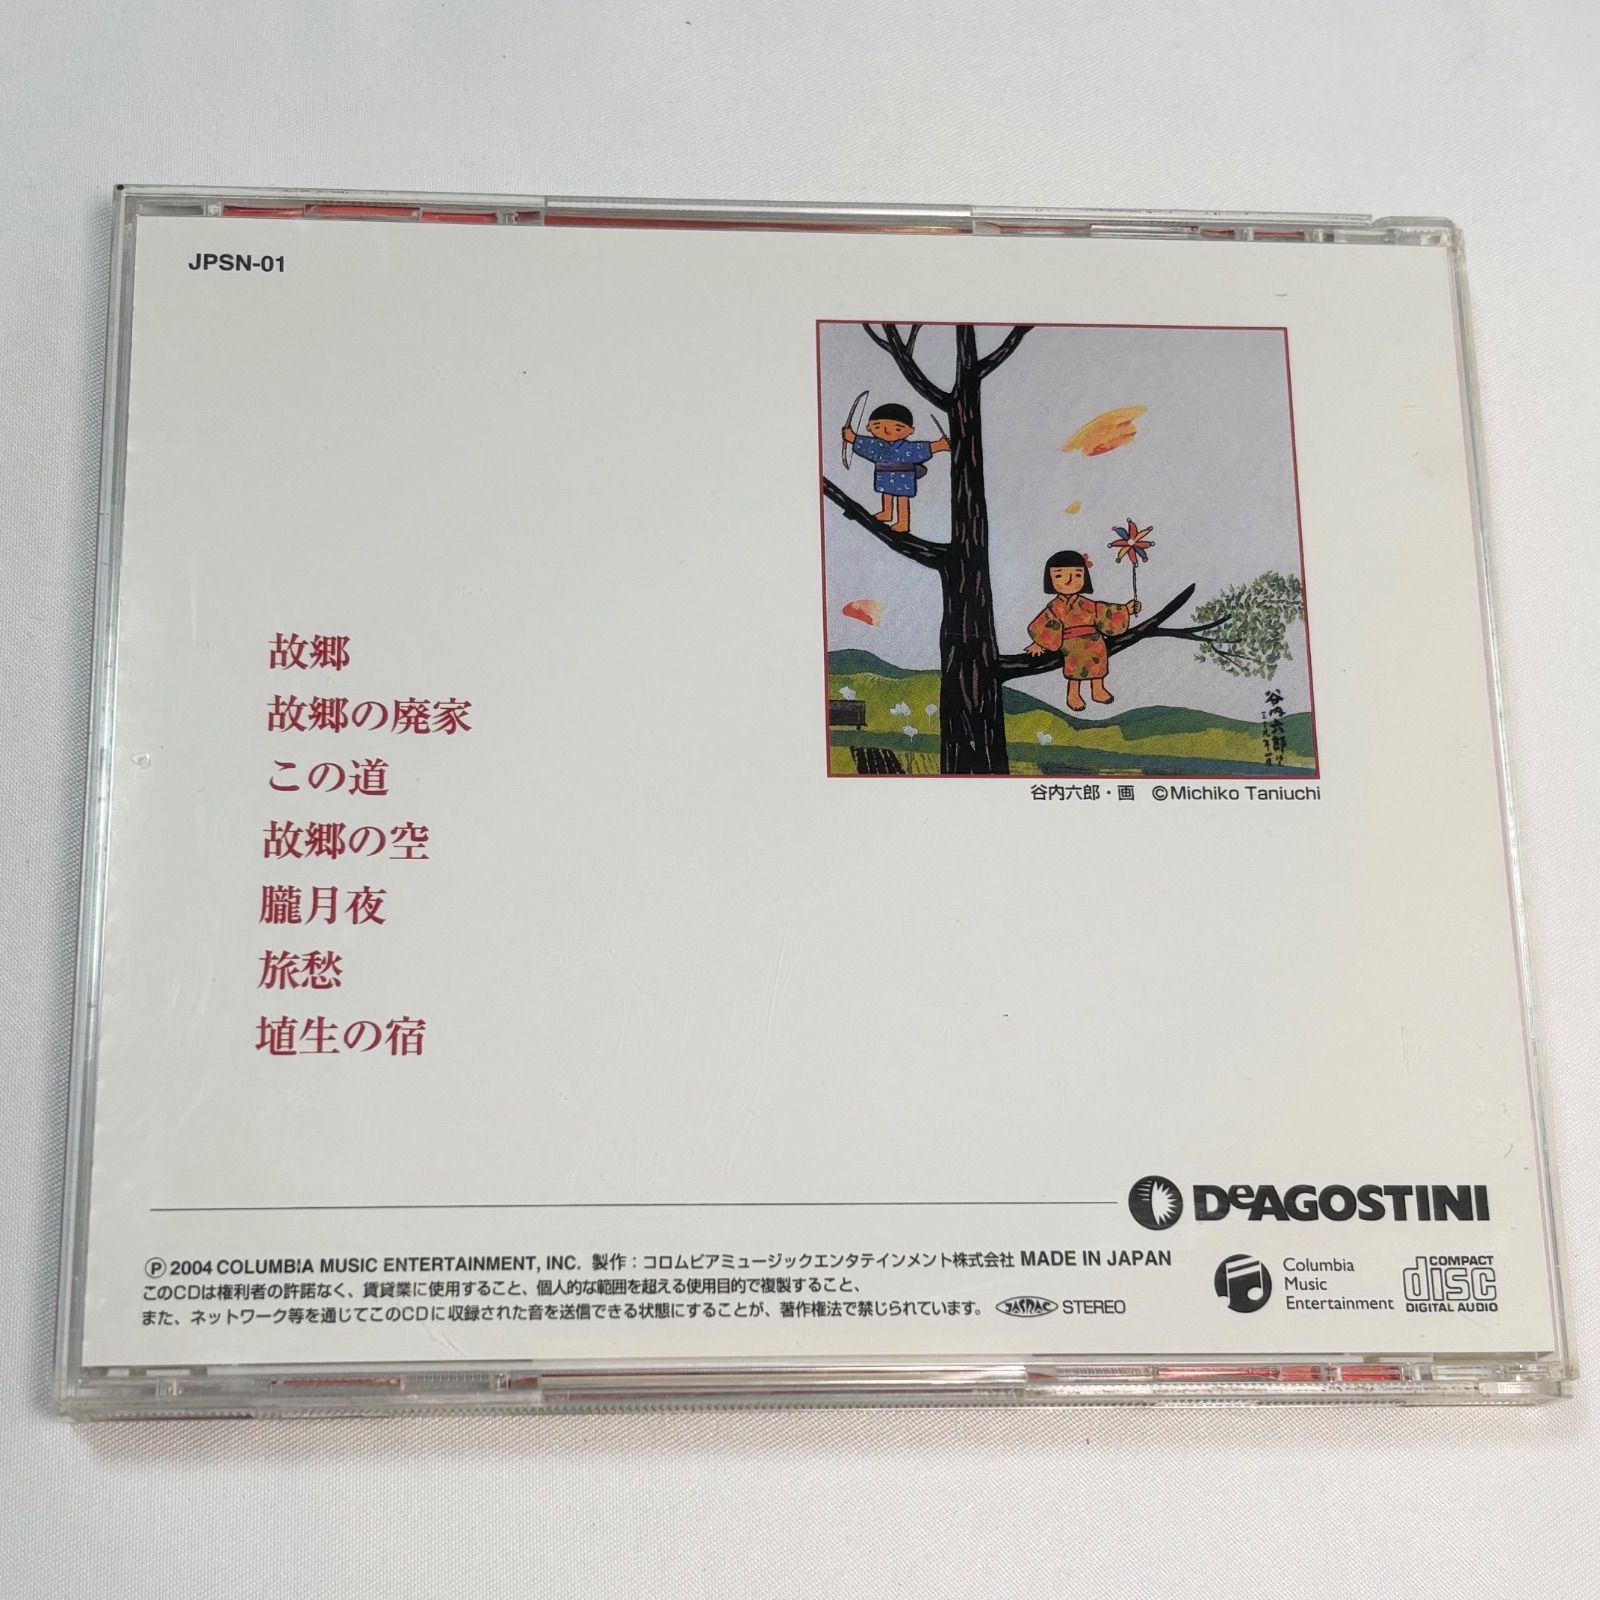 JPSN-01
故郷
故郷の廃家
この道
故郷の空
朧月夜
旅愁
埴生の宿
谷内六郎
谷内六郎・画 ©Michiko Taniuchi
DeAGOSTINI
Ⓟ 2004 COLUMBIA MUSIC ENTERTAINMENT, INC. 製作：コロムビアミュージックエンタテインメント株式会社 MADE IN JAPAN
このCDは権利者の許諾なく、賃貸業に使用すること、個人的な範囲を超える使用目的で複製すること、
また、ネットワーク等を通じてこのCDに収録された音を送信できる状態にすることが、著作権法で禁じられています。 JASRAC STEREO
Columbia
Music
Entertainment
COMPACT
disc
DIGITAL AUDIO